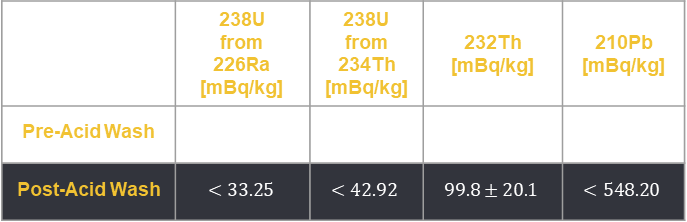 238U from 226Ra [mBq/kg]
238U from 234Th [mBq/kg]
232Th [mBq/kg]
210Pb [mBq/kg]
Pre-Acid Wash
Post-Acid Wash < 33.25 < 42.92 99.8 ± 20.1 < 548.20